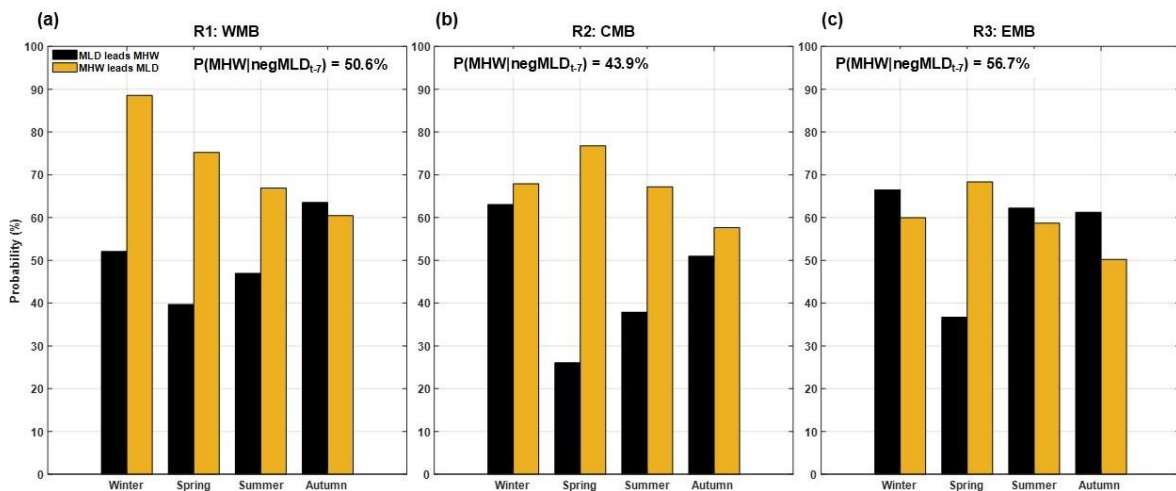 (a)
R1: WMB
MLD leads MHW
MHW leads MLD
P(MHW|negMLDt-7) = 50.6%
Probability (%)
100
90
80
70
60
50
40
30
20
10
0
Winter Spring Summer Autumn
(b)
R2: CMB
P(MHW|negMLDt-7) = 43.9%
100
90
80
70
60
50
40
30
20
10
0
Winter Spring Summer Autumn
(c)
R3: EMB
P(MHW|negMLDt-7) = 56.7%
100
90
80
70
60
50
40
30
20
10
0
Winter Spring Summer Autumn